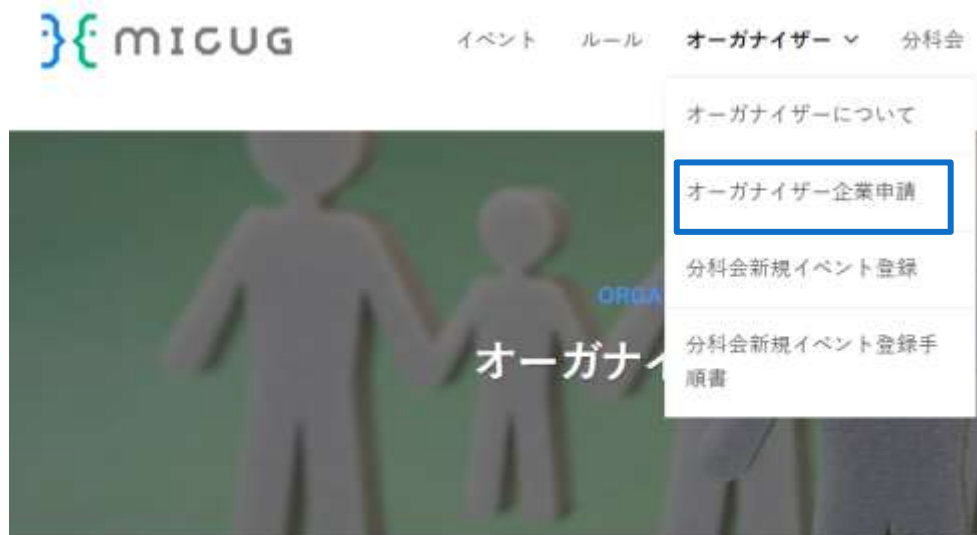 MICUG
イベント ルール オーガナイザー 分科会
オーガナイザーについて
オーガナイザー企業申請
分科会新規イベント登録
分科会新規イベント登録手
順書
ORGA
オーガナイ